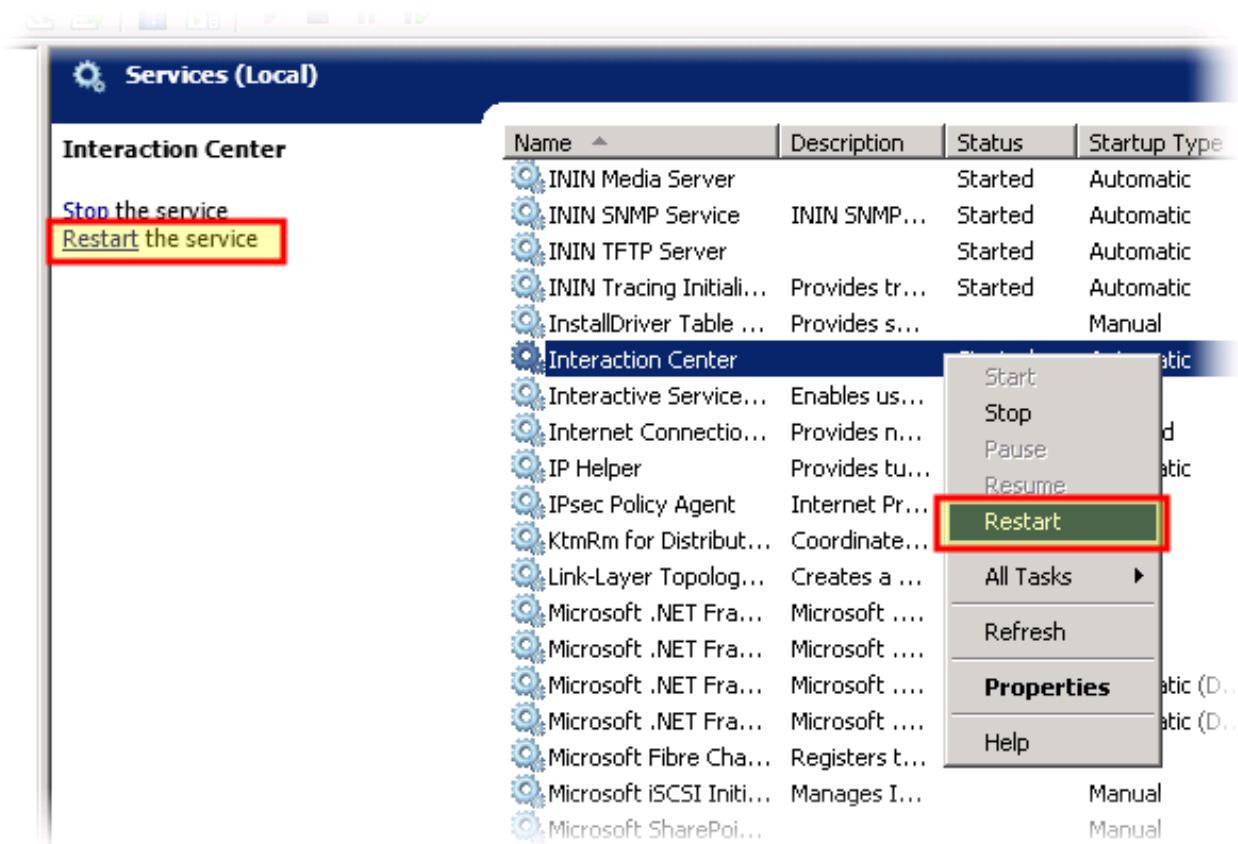 Services (Local)
Interaction Center
Stop the service
Restart the service
Name Description Status Startup Type
ININ Media Server Started Automatic
ININ SNMP Service ININ SNMP... Started Automatic
ININ TFTP Server Started Automatic
ININ Tracing Initiali... Provides tr... Started Automatic
InstallDriver Table ... Provides s... Manual
Interaction Center atic
Interactive Service... Enables us...
Internet Connectio... Provides n... d
IP Helper Provides tu... atic
IPsec Policy Agent Internet Pr...
KtmRm for Distribut... Coordinate...
Link-Layer Topolog... Creates a ...
Microsoft .NET Fra... Microsoft ....
Microsoft .NET Fra... Microsoft ....
Microsoft .NET Fra... Microsoft .... atic (D...
Microsoft .NET Fra... Microsoft .... atic (D...
Microsoft Fibre Cha... Registers t...
Microsoft iSCSI Initi... Manages I... Manual
Microsoft SharePoi... Manual
Start
Stop
Pause
Resume
Restart
All Tasks
Refresh
Properties
Help